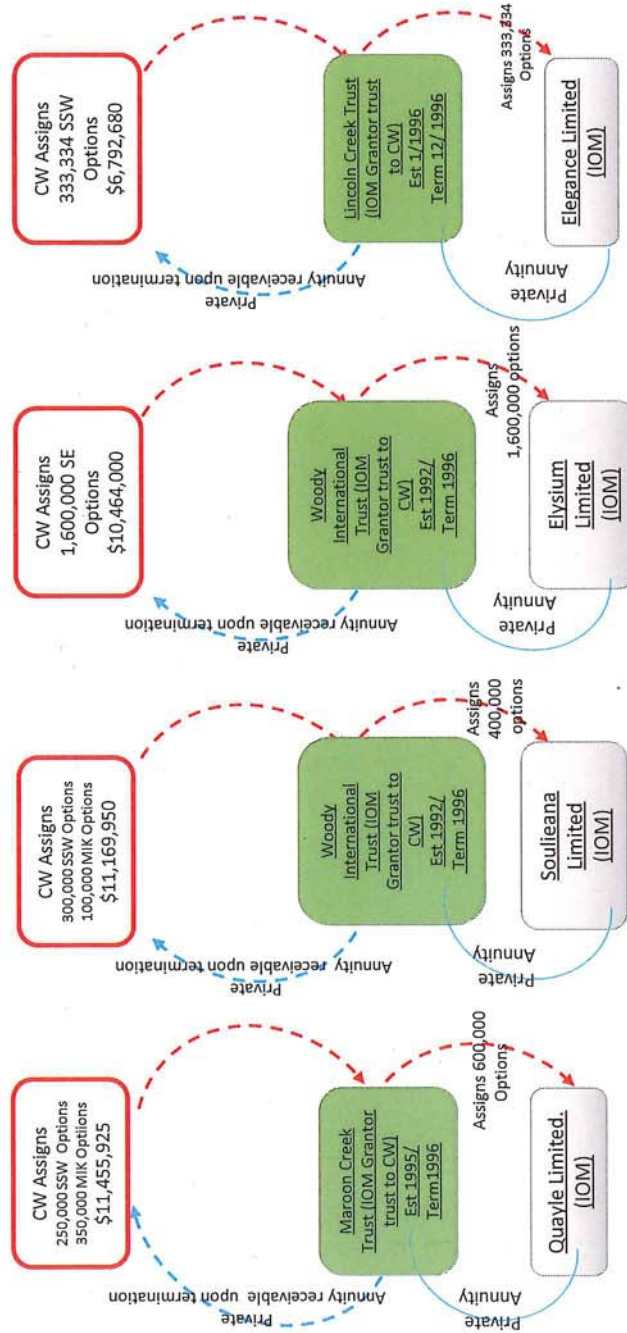 CW Assigns
250,000 SSW Options
350,000 MIK Optiions
$11,455,925
Private
Annuity receivable upon termination
Maroon Creek
Trust (IOM Grantor
trust to CW)
Est 1995/
Term1996
Assigns 600,000
Options
Private
Annuity
Quayle Limited.
(IOM)
CW Assigns
300,000 SSW Options
100,000 MIK Options
$11,169,950
Private
Annuity receivable upon termination
Woody
International
Trust (IOM
Grantor trust to
CW)
Est 1992/
Term 1996
Assigns
400,000
options
Private
Annuity
Soulieana
Limited
(IOM)
CW Assigns
1,600,000 SE
Options
$10,464,000
Private
Annuity receivable upon termination
Woody
International
Trust (IOM
Grantor trust to
CW)
Est 1992/
Term 1996
Assigns
1,600,000 options
Private
Annuity
Elysium
Limited
(IOM)
CW Assigns
333,334 SSW
Options
$6,792,680
Private
Annuity receivable upon termination
Lincoln Creek Trust
(IOM Grantor trust
to CW)
Est 1/1996
Term 12/ 1996
Assigns 333,334
Options
Private
Annuity
Elegance Limited
(IOM)